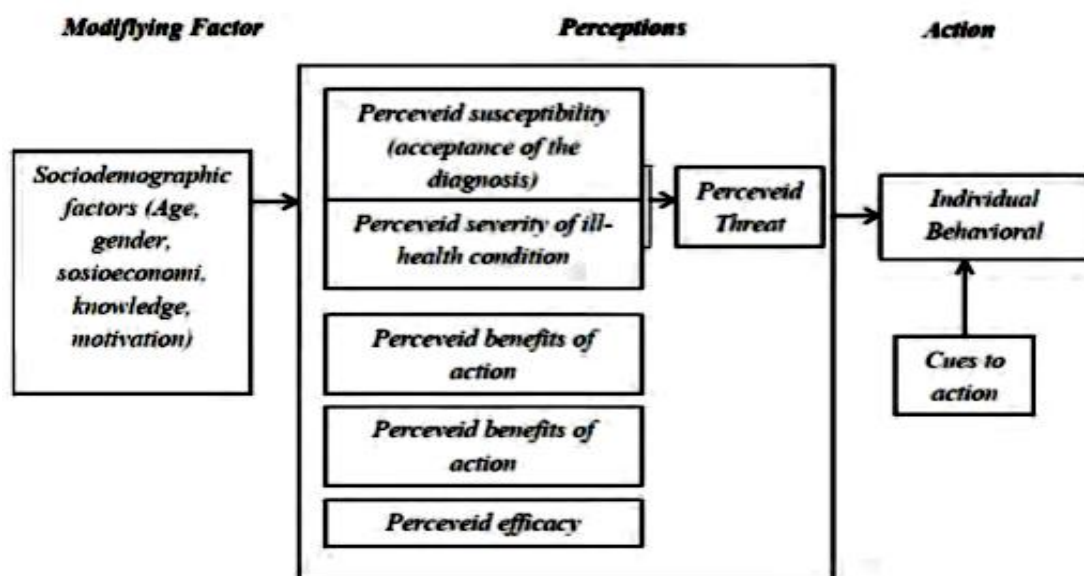 Modiflying Factor
Perceptions
Action
Sociodemographic
factors (Age,
gender,
sosioeconomi,
knowledge,
motivation)
Perceveid susceptibility
(acceptance of the
diagnosis)
Perceveid severity of ill-
health condition
Perceveid
Threat
Perceveid benefits of
action
Perceveid benefits of
action
Perceveid efficacy
Individual
Behavioral
Cues to
action